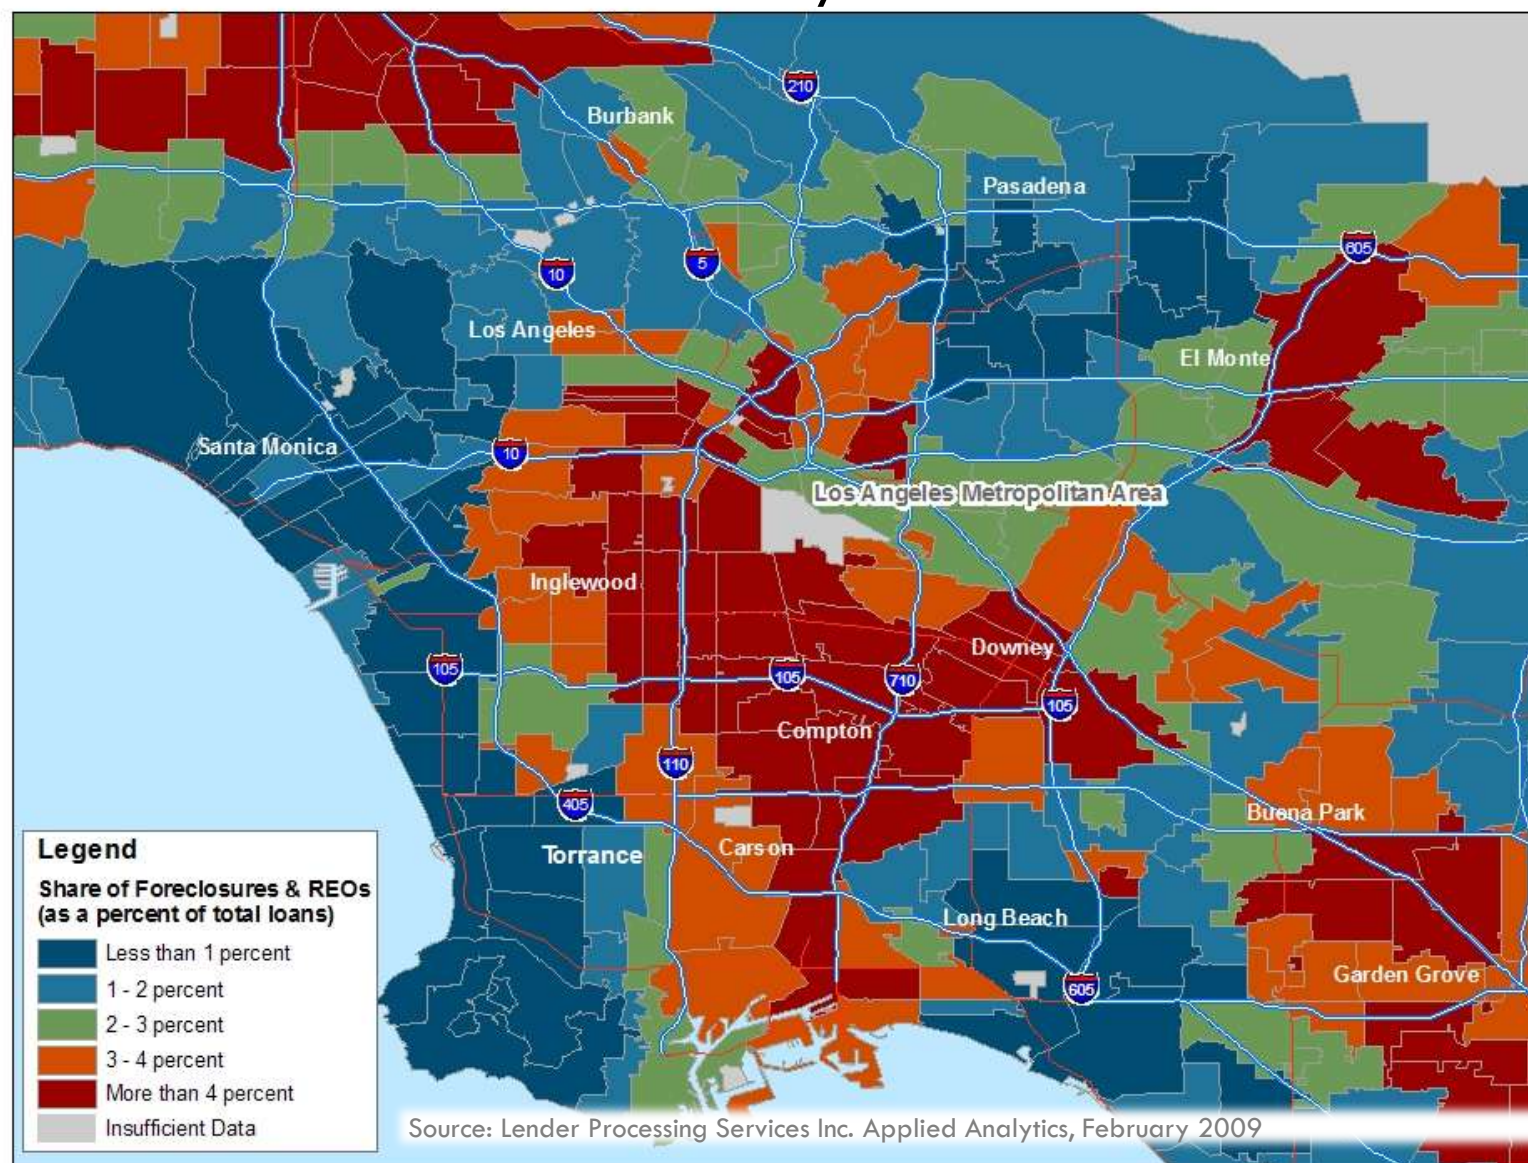 210
Burbank
Pasadena
605
5
10
Los Angeles
El Monte
Santa Monica
10
Los Angeles Metropolitan Area
Inglewood
Downey
105
105
710
105
Compton
110
405
Buena Park
Torrance
Carson
Long Beach
Garden Grove
605
Legend
Share of Foreclosures & REOs
(as a percent of total loans)
Less than 1 percent
1 - 2 percent
2 - 3 percent
3 - 4 percent
More than 4 percent
Insufficient Data
Source: Lender Processing Services Inc. Applied Analytics, February 2009